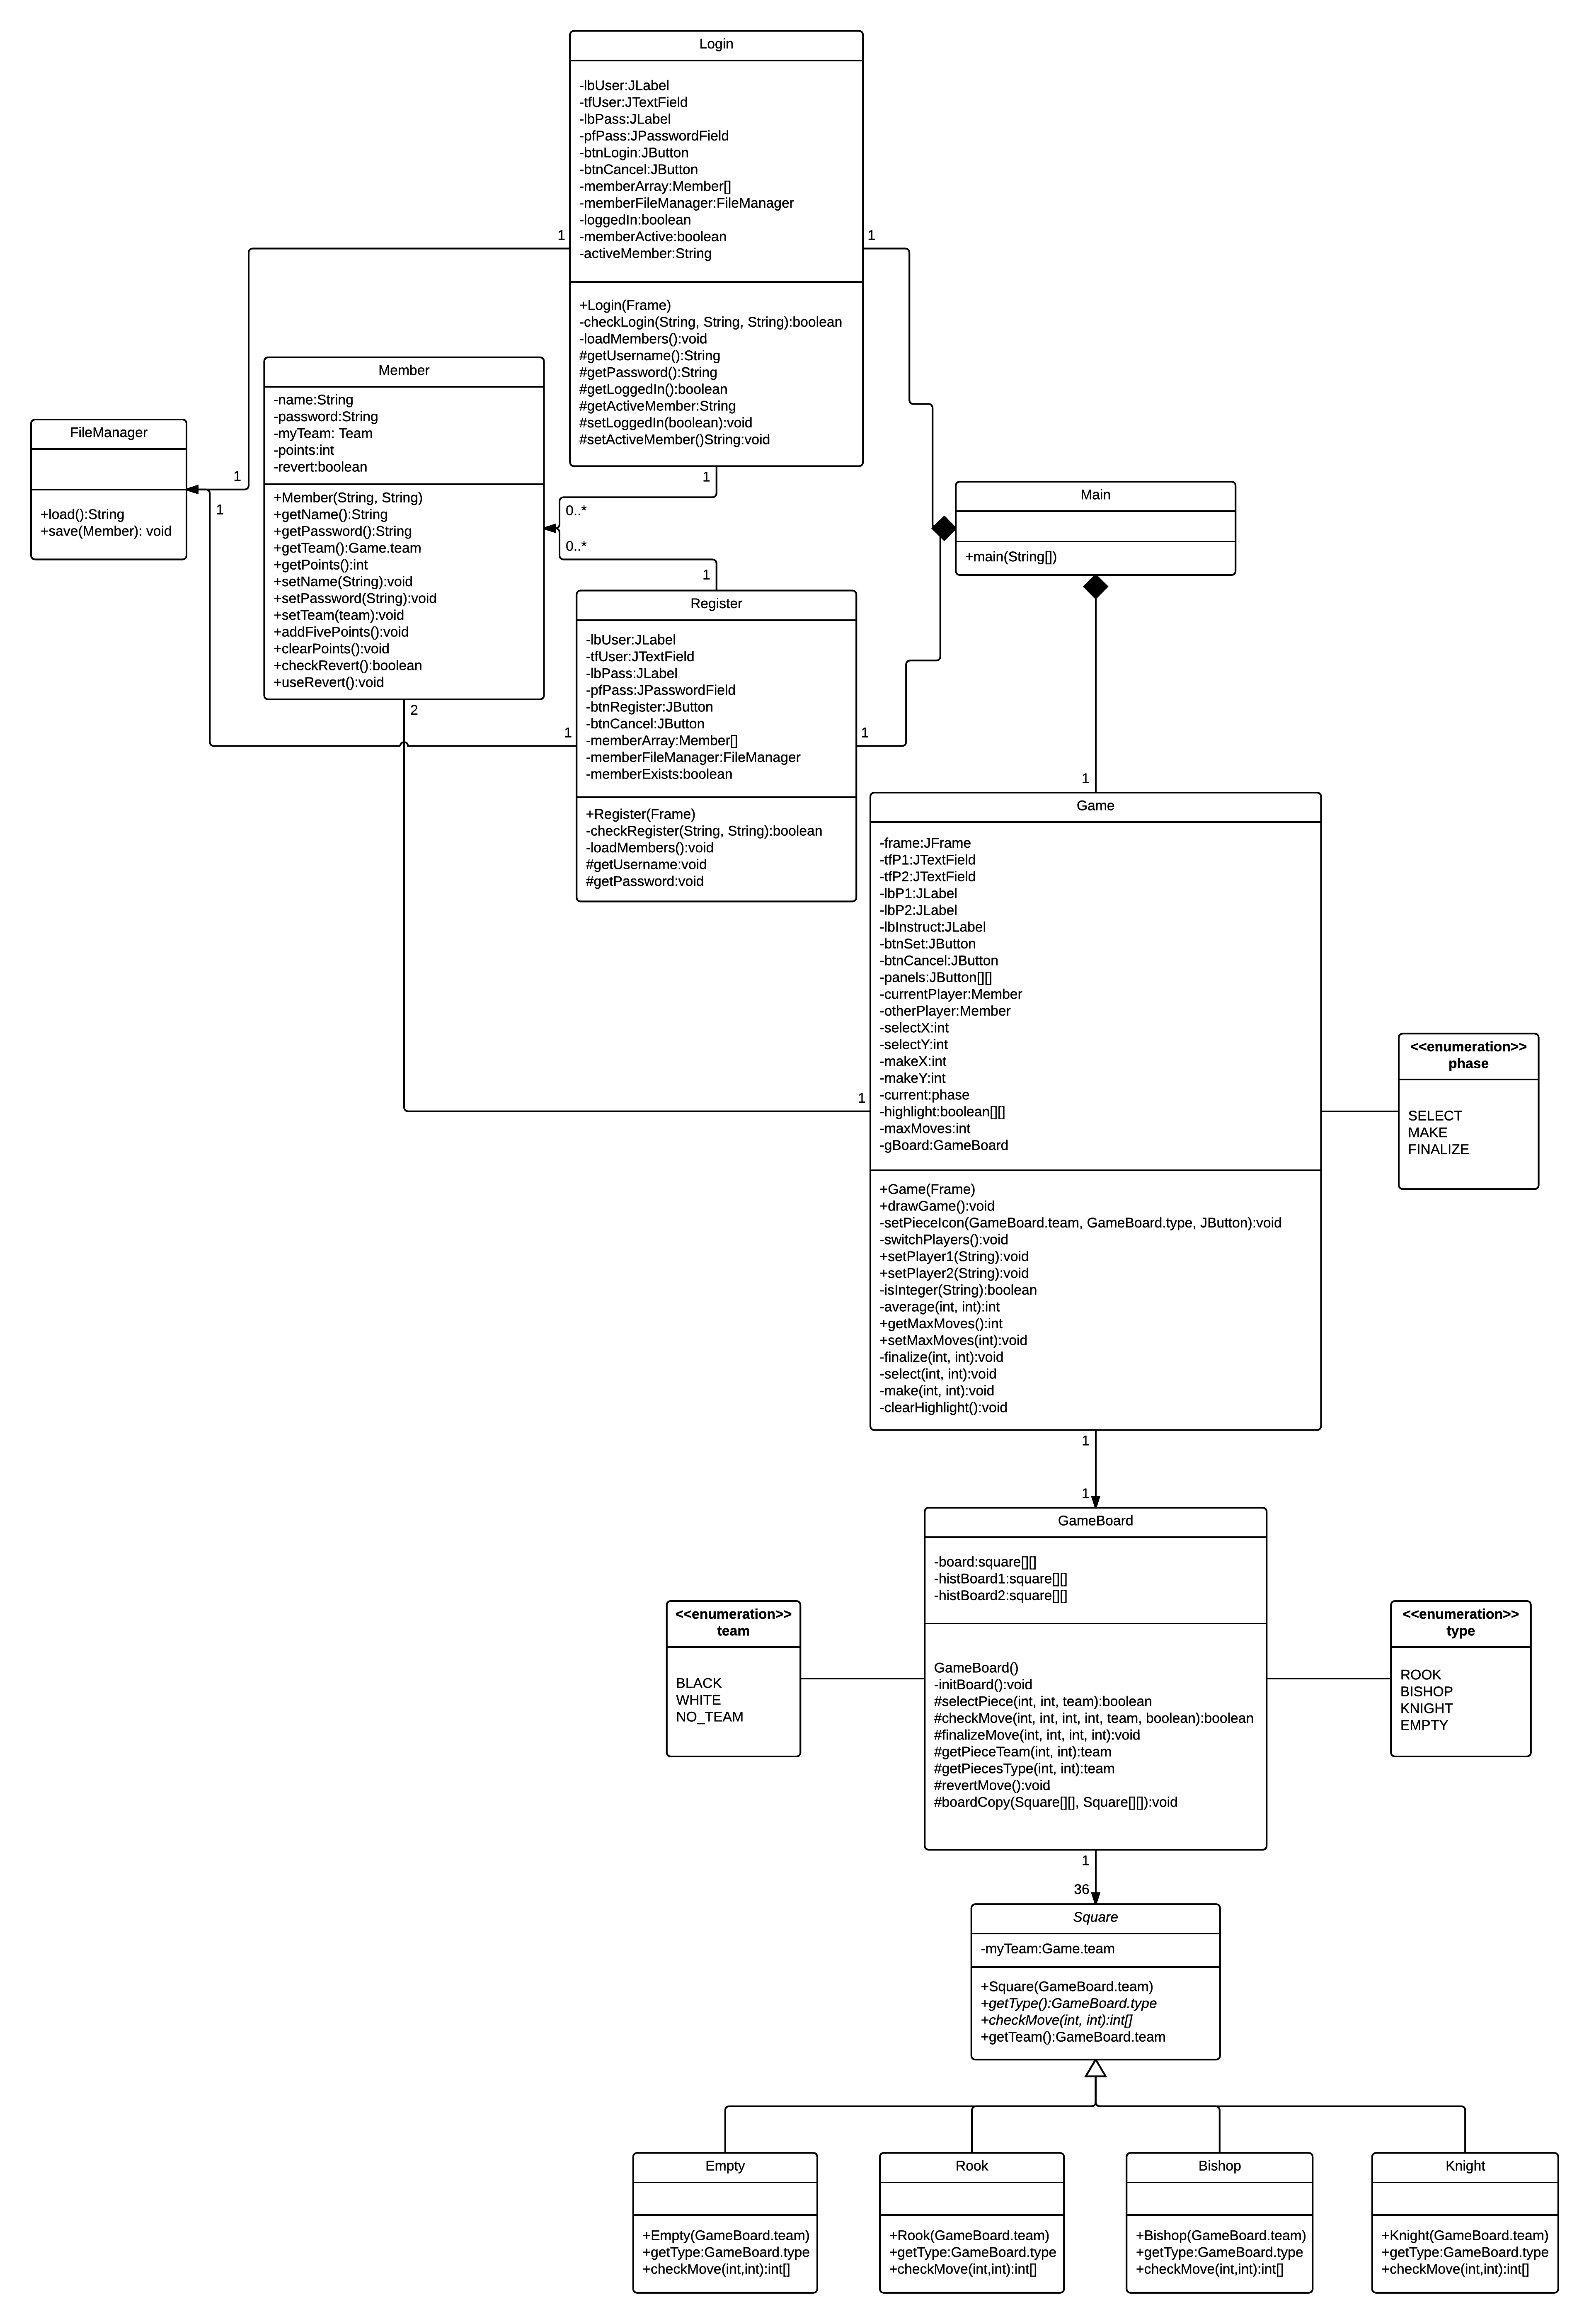 Login
-lbUser:JLabel
-tfUser:JTextField
-lbPass:JLabel
-pfPass:JPasswordField
-btnLogin:JButton
-btnCancel:JButton
-memberArray:Member[]
-memberFileManager:FileManager
-loggedIn:boolean
-memberActive:boolean
-activeMember:String
+Login(Frame)
-checkLogin(String, String, String):boolean
-loadMembers():void
#getUsername():String
#getPassword():String
#getLoggedIn():boolean
#getActiveMember:String
#setLoggedIn(boolean):void
#setActiveMember()String:void
1
1
1
1
1
0..*
0..*
1
Member
-name:String
-password:String
-myTeam: Team
-points:int
-revert:boolean
+Member(String, String)
+getName():String
+getPassword():String
+getTeam():Game.team
+getPoints():int
+setName(String):void
+setPassword(String):void
+setTeam(team):void
+addFivePoints():void
+clearPoints():void
+checkRevert():boolean
+useRevert():void
2
FileManager
+load():String
+save(Member): void
Main
+main(String[])
Register
-lbUser:JLabel
-tfUser:JTextField
-lbPass:JLabel
-pfPass:JPasswordField
-btnRegister:JButton
-btnCancel:JButton
-memberArray:Member[]
-memberFileManager:FileManager
-memberExists:boolean
+Register(Frame)
-checkRegister(String, String):boolean
-loadMembers():void
#getUsername:void
#getPassword:void
1
1
1
Game
-frame:JFrame
-tfP1:JTextField
-tfP2:JTextField
-lbP1:JLabel
-lbP2:JLabel
-lbInstruct:JLabel
-btnSet:JButton
-btnCancel:JButton
-panels:JButton[][]
-currentPlayer:Member
-otherPlayer:Member
-selectX:int
-selectY:int
-makeX:int
-makeY:int
-current:phase
-highlight:boolean[][]
-maxMoves:int
-gBoard:GameBoard
+Game(Frame)
+drawGame():void
-setPieceIcon(GameBoard.team, GameBoard.type, JButton):void
-switchPlayers():void
+setPlayer1(String):void
+setPlayer2(String):void
-isInteger(String):boolean
-average(int, int):int
+getMaxMoves():int
+setMaxMoves(int):void
-finalize(int, int):void
-select(int, int):void
-make(int, int):void
-clearHighlight():void
1
<<enumeration>>
phase
SELECT
MAKE
FINALIZE
1
1
GameBoard
-board:square[][]
-histBoard1:square[][]
-histBoard2:square[][]
GameBoard()
-initBoard():void
#selectPiece(int, int, team):boolean
#checkMove(int, int, int, int, team, boolean):boolean
#finalizeMove(int, int, int, int):void
#getPieceTeam(int, int):team
#getPiecesType(int, int):team
#revertMove():void
#boardCopy(Square[][], Square[][]):void
<<enumeration>>
team
BLACK
WHITE
NO_TEAM
<<enumeration>>
type
ROOK
BISHOP
KNIGHT
EMPTY
1
36
Square
-myTeam:Game.team
+Square(GameBoard.team)
+getType():GameBoard.type
+checkMove(int, int):int[]
+getTeam():GameBoard.team
Empty
+Empty(GameBoard.team)
+getType:GameBoard.type
+checkMove(int,int):int[]
Rook
+Rook(GameBoard.team)
+getType:GameBoard.type
+checkMove(int,int):int[]
Bishop
+Bishop(GameBoard.team)
+getType:GameBoard.type
+checkMove(int,int):int[]
Knight
+Knight(GameBoard.team)
+getType:GameBoard.type
+checkMove(int,int):int[]